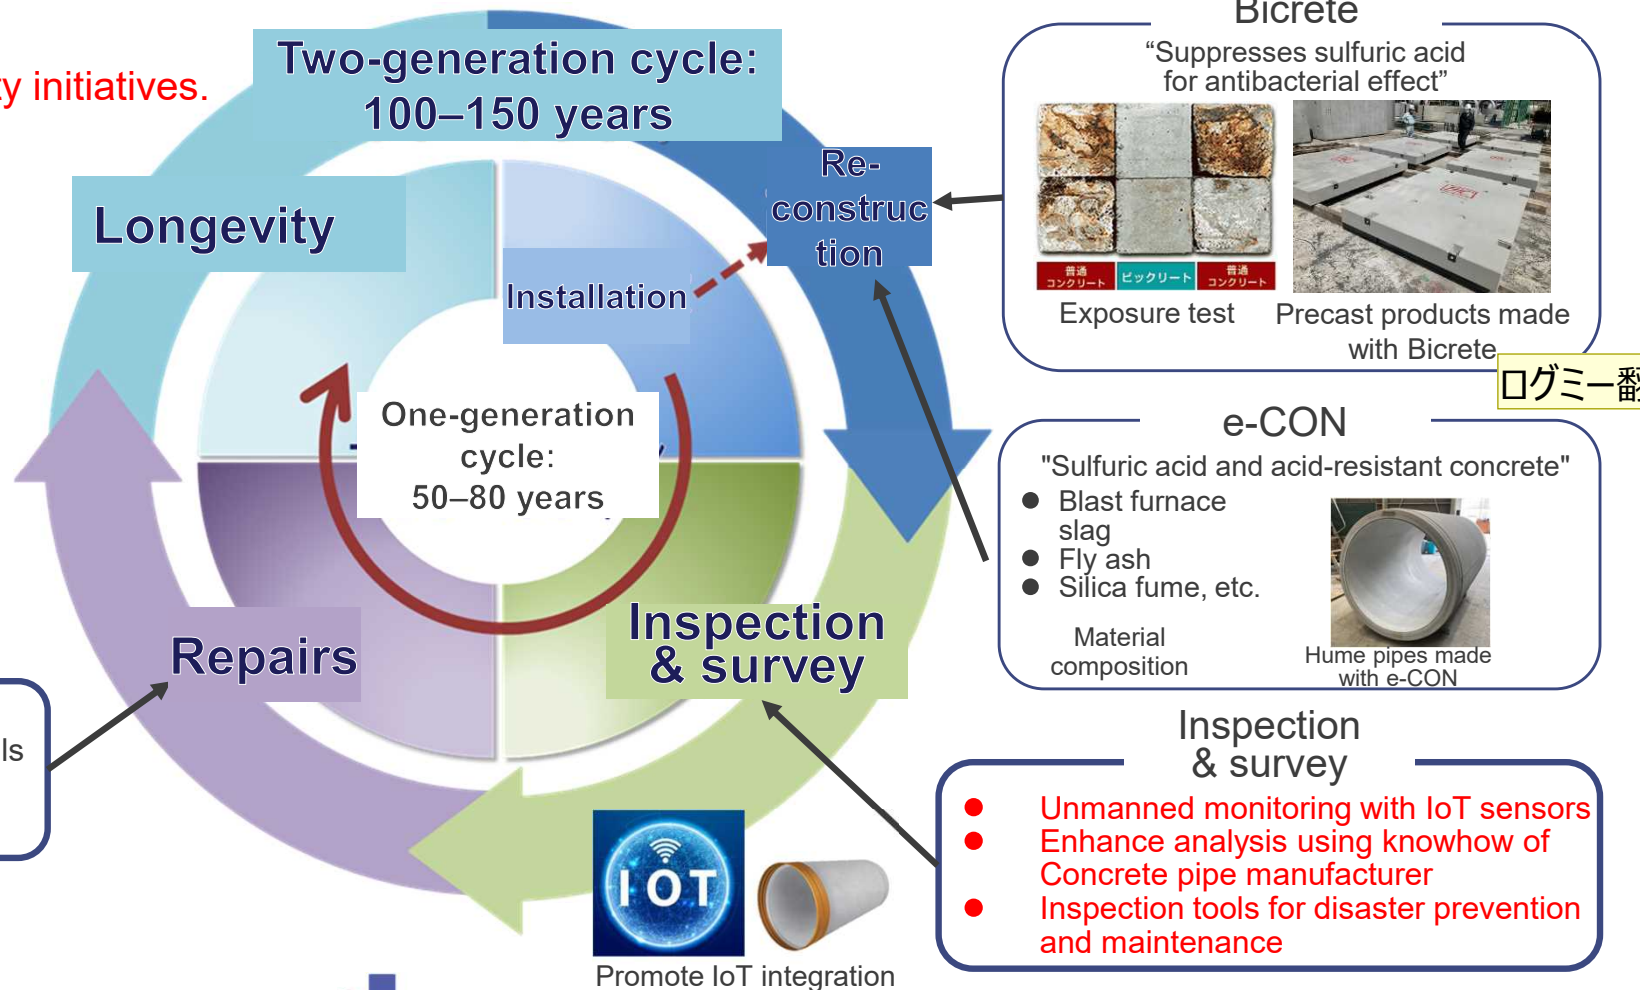 ty initiatives.
Two-generation cycle:
100–150 years
Longevity
Re-
construc
tion
Installation
One-generation
cycle:
50–80 years
Repairs
Inspection
& survey
ls
IOT
Promote IoT integration
Bicrete
“Suppresses sulfuric acid
for antibacterial effect”
普通
コンクリート
ビックリート
普通
コンクリート
Exposure test
Precast products made
with Bicrete
ログミー翻
e-CON
"Sulfuric acid and acid-resistant concrete"
● Blast furnace
slag
● Fly ash
● Silica fume, etc.
Material
composition
Hume pipes made
with e-CON
Inspection
& survey
● Unmanned monitoring with IoT sensors
● Enhance analysis using knowhow of
Concrete pipe manufacturer
● Inspection tools for disaster prevention
and maintenance